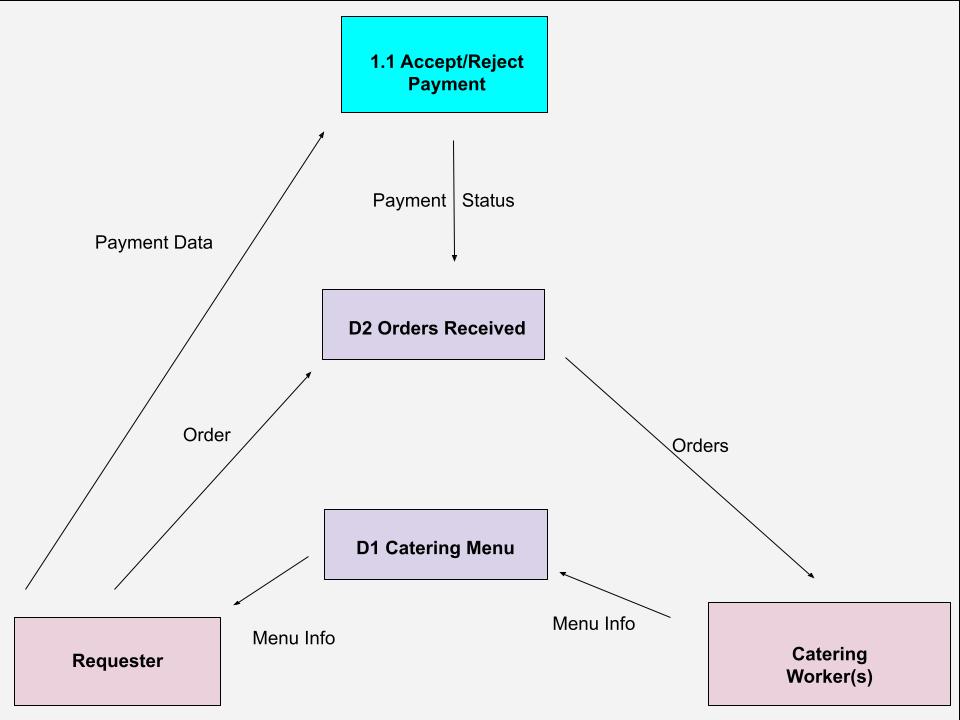 1.1 Accept/Reject
Payment
Payment Status
Payment Data
D2 Orders Received
Order
Orders
D1 Catering Menu
Menu Info
Menu Info
Requester
Catering
Worker(s)